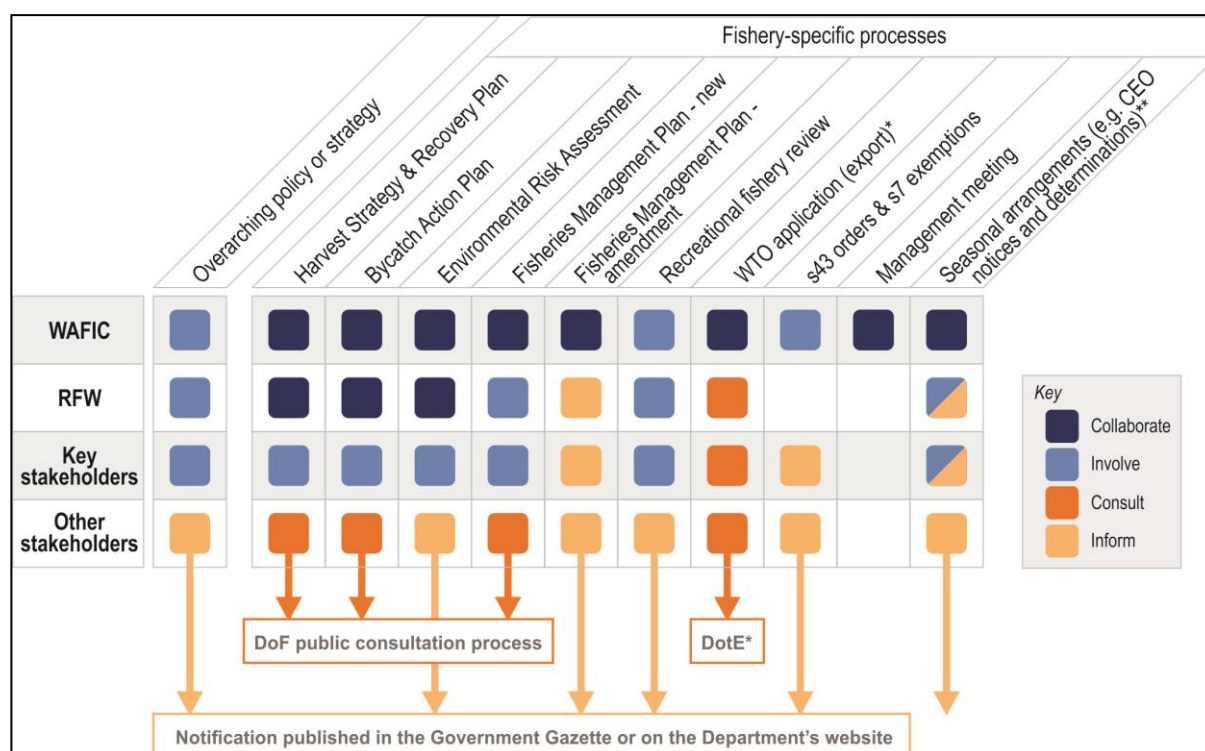 Fishery-specific processes
Overarching policy or strategy
Harvest Strategy & Recovery Plan
Bycatch Action Plan
Environmental Risk Assessment
Fisheries Management Plan - new
Fisheries Management Plan -
amendment
Recreational fishery review
WTO application (export)*
s43 orders & s7 exemptions
Management meeting
Seasonal arrangements (e.g. CEO
notices and determinations)**
WAFIC
RFW
Key
stakeholders
Other
stakeholders
Key
Collaborate
Involve
Consult
Inform
DoF public consultation process
DotE*
Notification published in the Government Gazette or on the Department's website